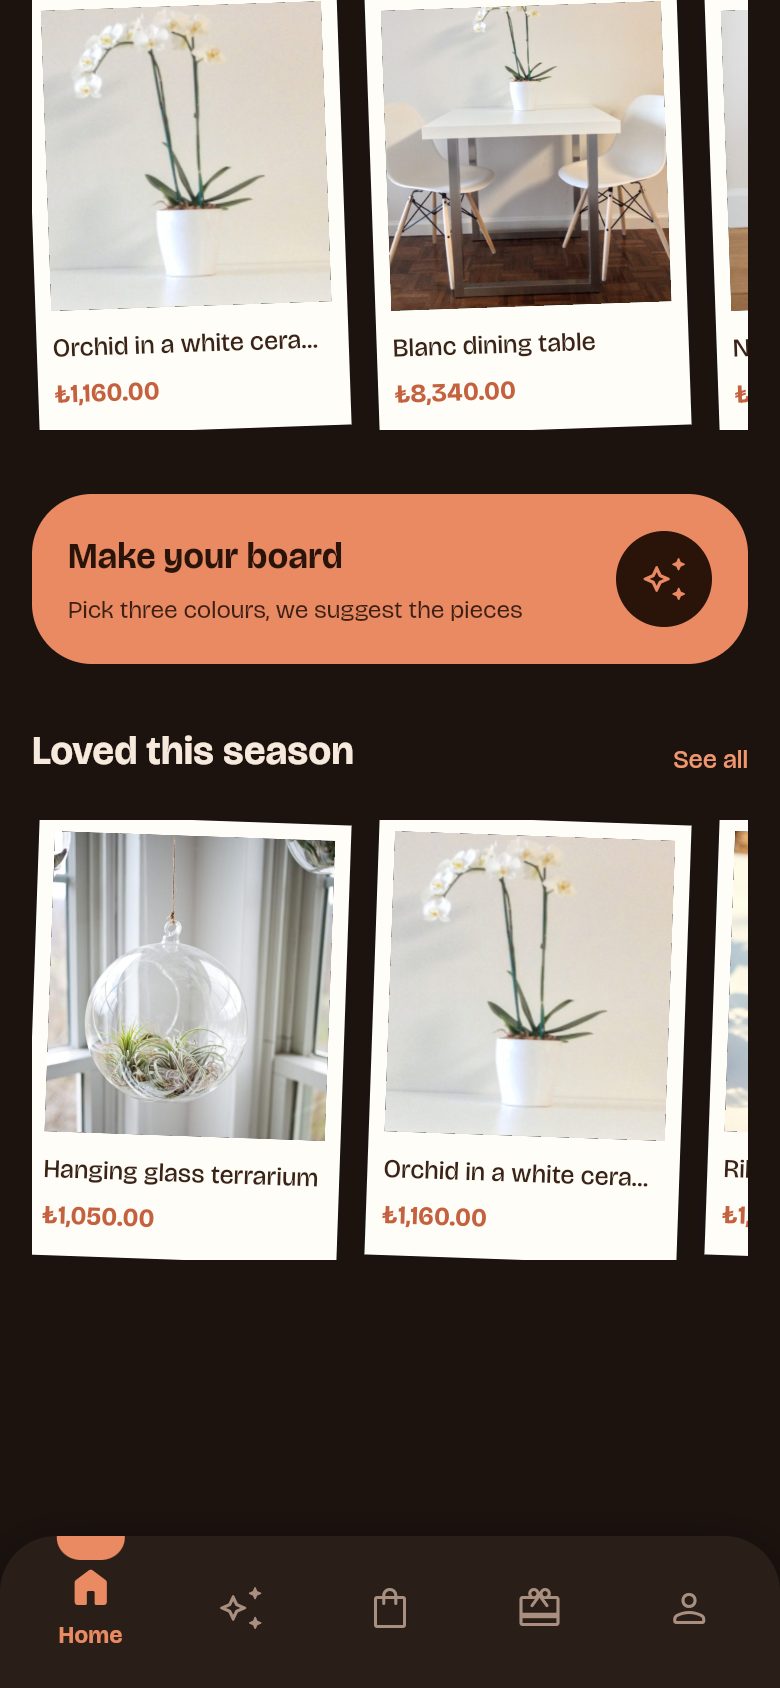 Orchid in a white cera...
₺1,160.00
Blanc dining table
₺8,340.00
Make your board
Pick three colours, we suggest the pieces
Loved this season
See all
Hanging glass terrarium
₺1,050.00
Orchid in a white cera...
₺1,160.00
Home